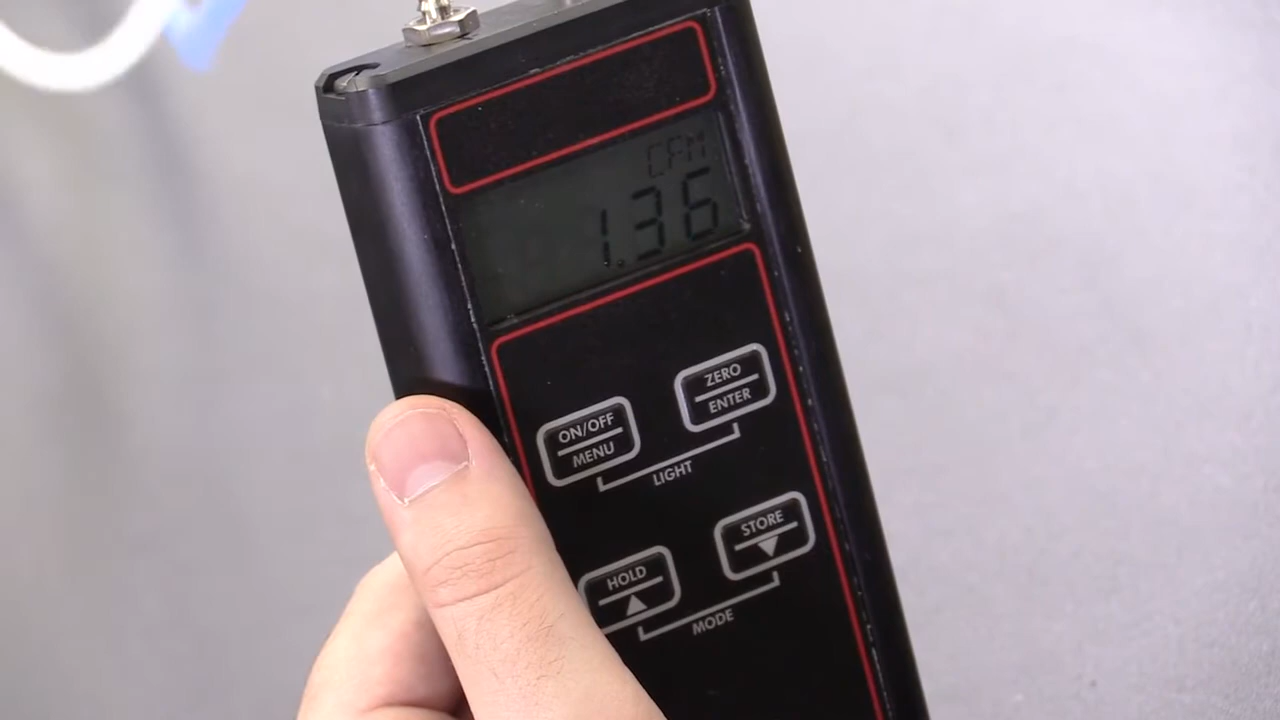 CFM
1.36
ZERO
ENTER
ON/OFF
MENU
LIGHT
STORE
▼
HOLD
▲
MODE